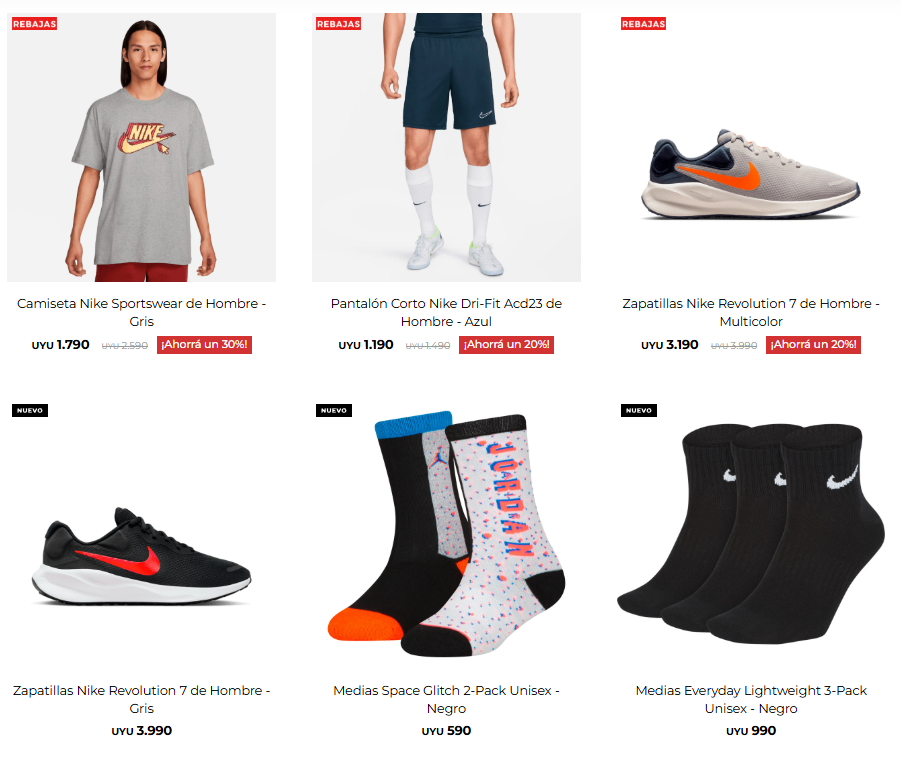 REBAJAS
REBAJAS
REBAJAS
NIKE
Camiseta Nike Sportswear de Hombre -
Gris
UYU 1.790 UYU 2.590 ¡Ahorrá un 30%!
Pantalón Corto Nike Dri-Fit Acd23 de
Hombre - Azul
UYU 1.190 UYU 1.490 ¡Ahorrá un 20%!
Zapatillas Nike Revolution 7 de Hombre -
Multicolor
UYU 3.190 UYU 3.990 ¡Ahorrá un 20%!
NUEVO
NUEVO
NUEVO
JORDAN
Zapatillas Nike Revolution 7 de Hombre -
Gris
UYU 3.990
Medias Space Glitch 2-Pack Unisex -
Negro
UYU 590
Medias Everyday Lightweight 3-Pack
Unisex - Negro
UYU 990